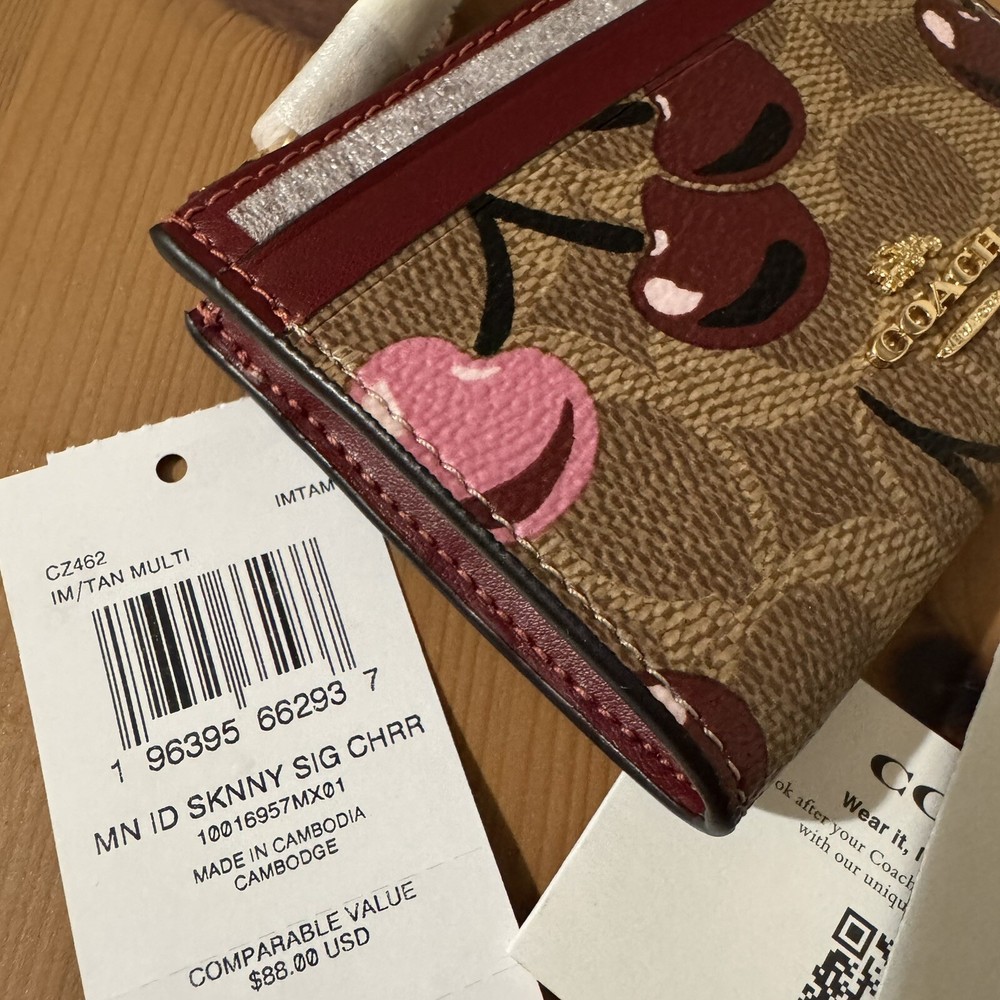 COACH
IMTAM
CZ462
IM/TAN MULTI
1 96395 66293 7
MN ID SKNNY SIG CHRR
10016957MX01
MADE IN CAMBODIA
CAMBODGE
COMPARABLE VALUE
$88.00 USD
CO
Wear it,
ok after your Coach
with our uniqu